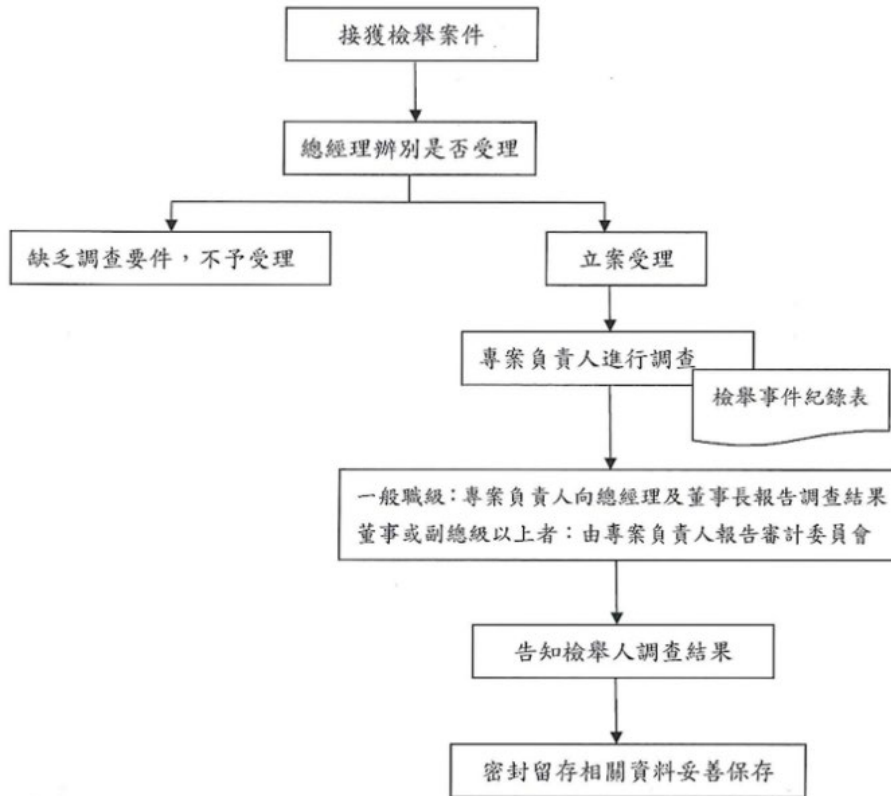 接獲檢舉案件
總經理辦別是否受理
缺乏調查要件，不予受理
立案受理
專案負責人進行調查
檢舉事件紀錄表
一般職級：專案負責人向總經理及董事長報告調查結果
董事或副總級以上者：由專案負責人報告審計委員會
告知檢舉人調查結果
密封留存相關資料妥善保存